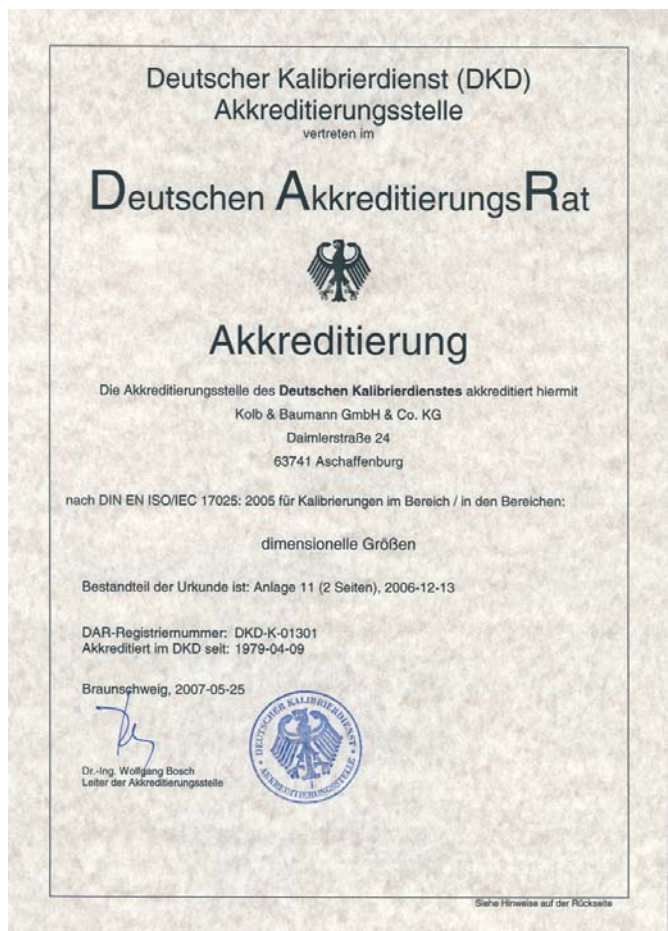 Deutscher Kalibrierdienst (DKD)
Akkreditierungsstelle
vertreten im
Deutschen AkkreditierungsRat
Akkreditierung
Die Akkreditierungsstelle des Deutschen Kalibrierdienstes akkreditiert hiermit
Kolb & Baumann GmbH & Co. KG
Daimlerstraße 24
63741 Aschaffenburg
nach DIN EN ISO/IEC 17025: 2005 für Kalibrierungen im Bereich / in den Bereichen:
dimensionelle Größen
Bestandteil der Urkunde ist: Anlage 11 (2 Seiten), 2006-12-13
DAR-Registriernummer: DKD-K-01301
Akkreditiert im DKD seit: 1979-04-09
Braunschweig, 2007-05-25
DEUTSCHER KALIBRIERDIENST
AKKREDITIERUNGSSTELLE
1
Dr.-Ing. Wolfgang Bosch
Leiter der Akkreditierungsstelle
Siehe Hinweise auf der Rückseite